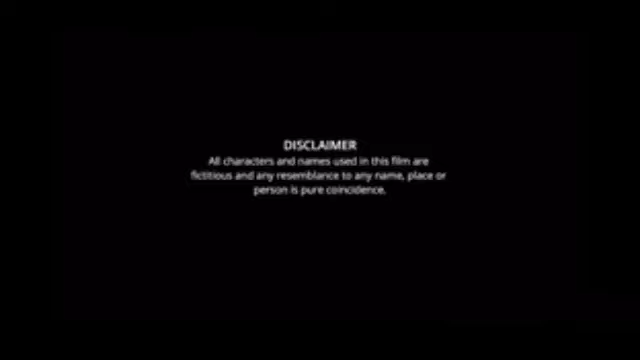 DISCLAIMER
All characters and names used in this film are
fictitious and any resemblance to any name, place or
person is pure coincidence.